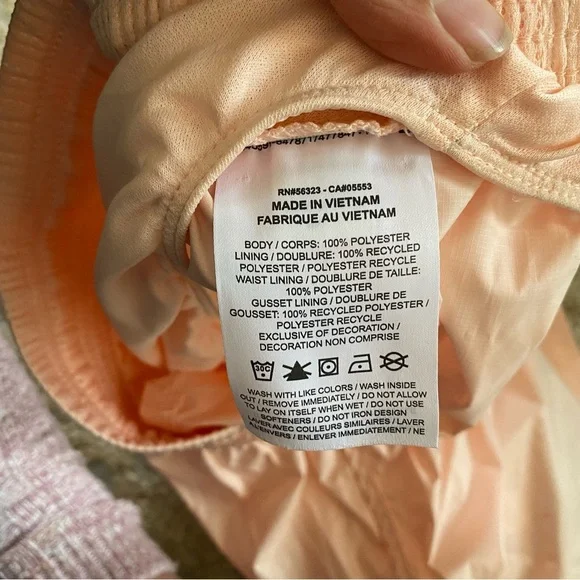 RN#56323 - CA#05553
MADE IN VIETNAM
FABRIQUE AU VIETNAM
BODY / CORPS: 100% POLYESTER
LINING / DOUBLURE: 100% RECYCLED
POLYESTER / POLYESTER RECYCLE
WAIST LINING / DOUBLURE DE TAILLE:
100% POLYESTER
GUSSET LINING / DOUBLURE DE
GOUSSET: 100% RECYCLED POLYESTER /
POLYESTER RECYCLE
EXCLUSIVE OF DECORATION /
DECORATION NON COMPRISE
30C
WASH WITH LIKE COLORS / WASH INSIDE
OUT / REMOVE IMMEDIATELY / DO NOT ALLOW
TO LAY ON ITSELF WHEN WET / DO NOT USE
SOFTENERS / DO NOT IRON DESIGN
LAVER AVEC COULEURS SIMILAIRES / LAVER
A L'ENVERS / ENLEVER IMMEDIATEMENT / NE